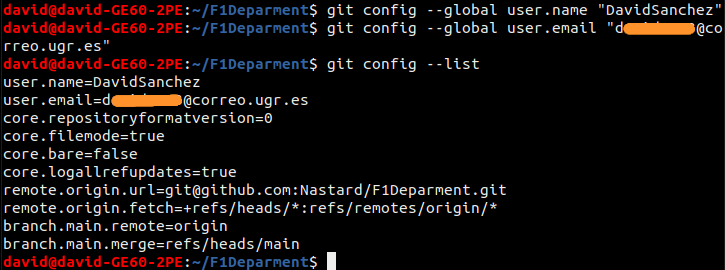 david@david-GE60-2PE:~/F1Deparment$ git config --global user.name "DavidSanchez"
david@david-GE60-2PE:~/F1Deparment$ git config --global user.email "d @co
rreo.ugr.es"
david@david-GE60-2PE:~/F1Deparment$ git config --list
user.name=DavidSanchez
user.email=d @correo.ugr.es
core.repositoryformatversion=0
core.filemode=true
core.bare=false
core.logallrefupdates=true
remote.origin.url=git@github.com:Nastard/F1Deparment.git
remote.origin.fetch=+refs/heads/*:refs/remotes/origin/*
branch.main.remote=origin
branch.main.merge=refs/heads/main
david@david-GE60-2PE:~/F1Deparment$